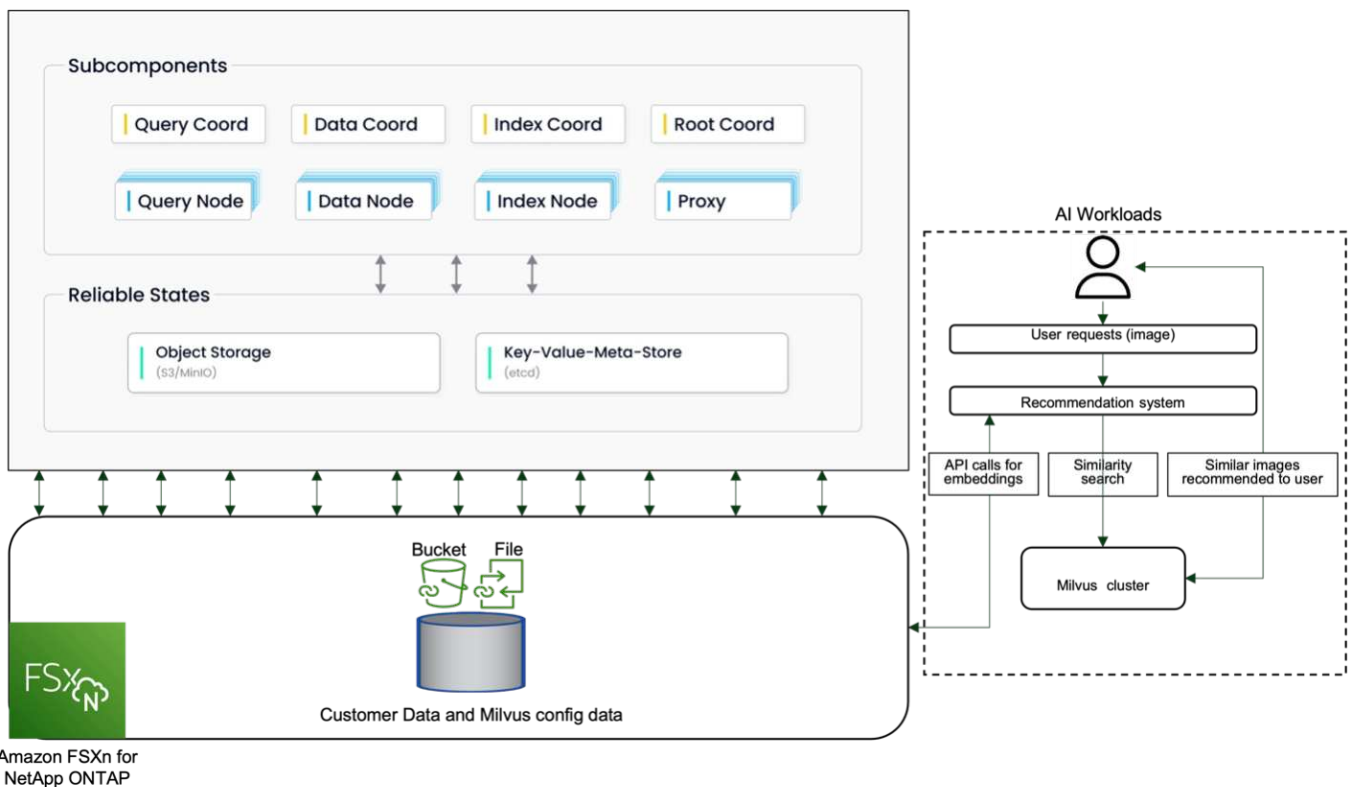 Subcomponents
Query Coord
Data Coord
Index Coord
Root Coord
Query Node
Data Node
Index Node
Proxy
Reliable States
Object Storage
(S3/MinIO)
Key-Value-Meta-Store
(etcd)
AI Workloads
User requests (image)
Recommendation system
API calls for
embeddings
Similarity
search
Similar images
recommended to user
Milvus cluster
Bucket
File
Customer Data and Milvus config data
FSx
N
Amazon FSXn for
NetApp ONTAP